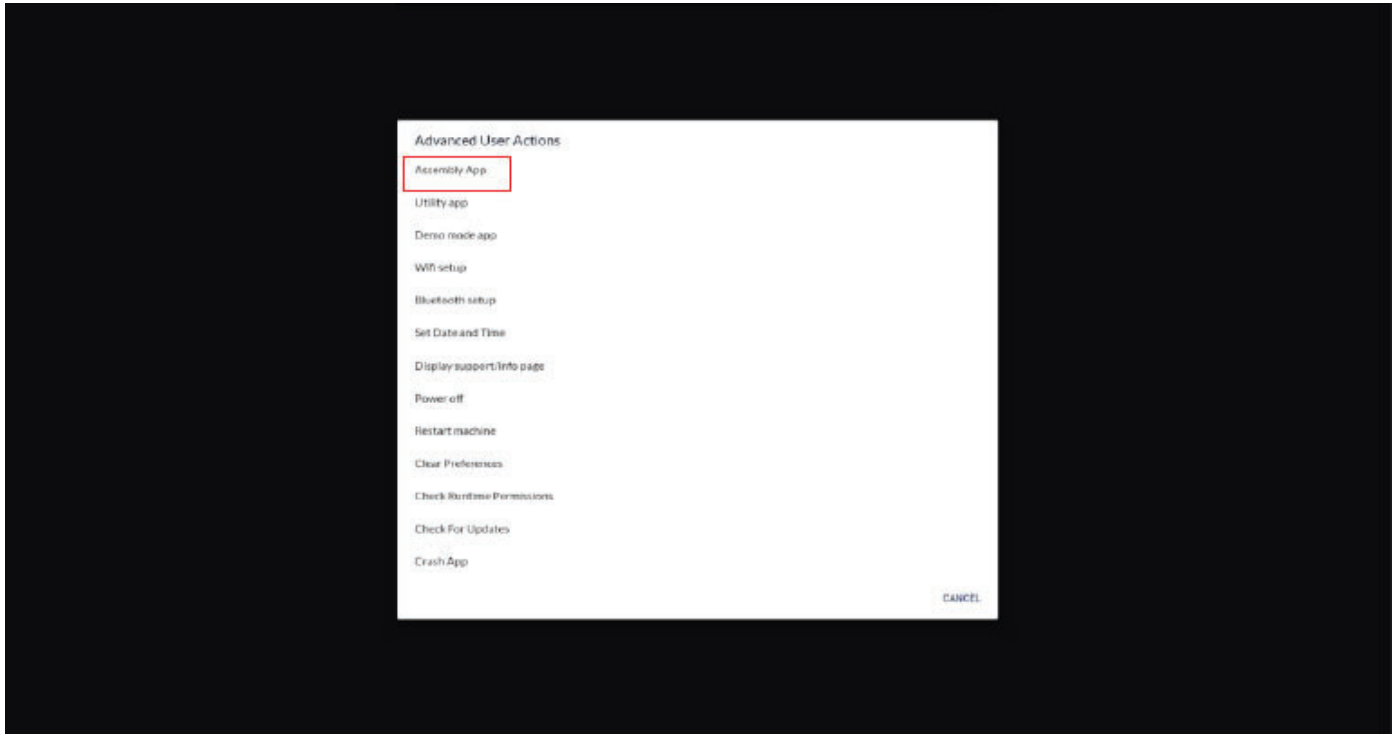 Advanced User Actions
Assembly App
Utility app
Demo mode app
Wifi setup
Bluetooth setup
Set Date and Time
Display support/info page
Power off
Restart machine
Clear Preferences
Check Runtime Permissions
Check For Updates
Crash App
CANCEL